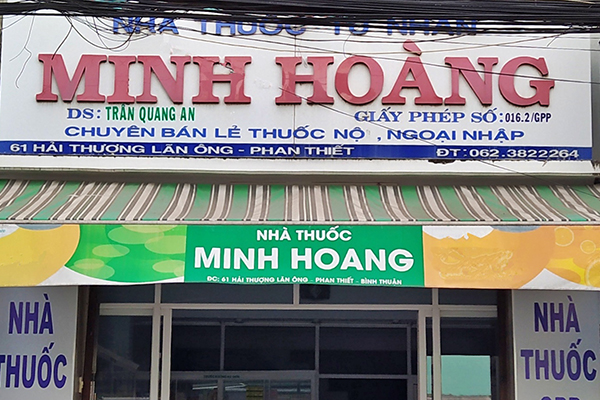 NHÀ THUỐC TƯ NHÂN
MINH HOÀNG
DS: TRẦN QUANG AN
GIẤY PHÉP SỐ: 016.2/GPP
CHUYÊN BÁN LẺ THUỐC NỘ , NGOẠI NHẬP
61 HẢI THƯỢNG LÃN ÔNG - PHAN THIẾT ĐT: 062.3822264
NHÀ THUỐC
MINH HOANG
ĐC: 61 HẢI THƯỢNG LÃN ÔNG - PHAN THIẾT - BÌNH THUẬN
NHÀ
THUỐC
NHÀ
THUỐC
GPP